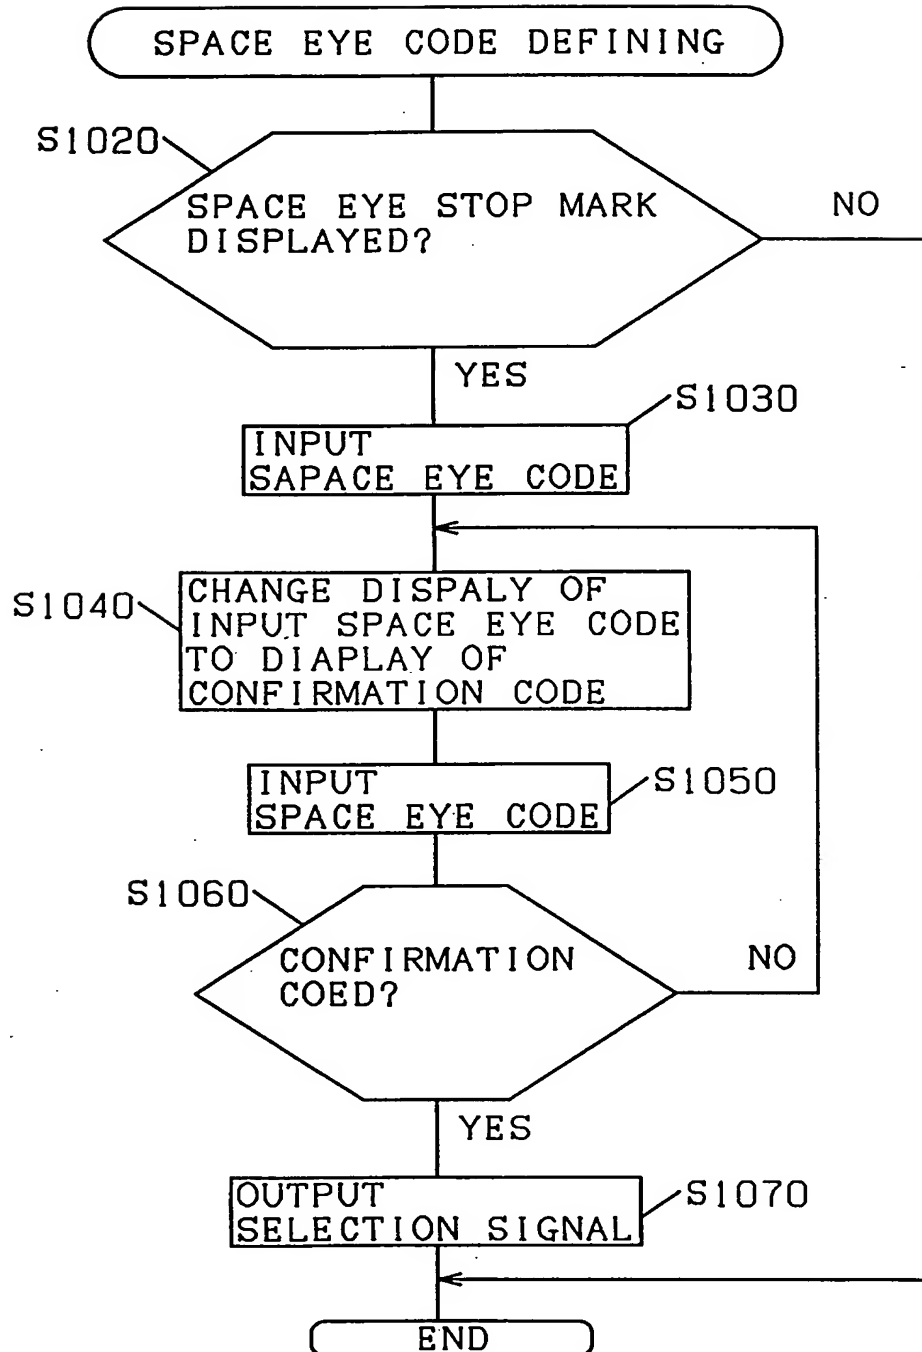 SPACE EYE CODE DEFINING
S1020
SPACE EYE STOP MARK
DISPLAYED?
NO
YES
S1030
INPUT
SAPACE EYE CODE
S1040
CHANGE DISPALY OF
INPUT SPACE EYE CODE
TO DIAPLAY OF
CONFIRMATION CODE
S1050
INPUT
SPACE EYE CODE
S1060
CONFIRMATION
COED?
NO
YES
S1070
OUTPUT
SELECTION SIGNAL
END